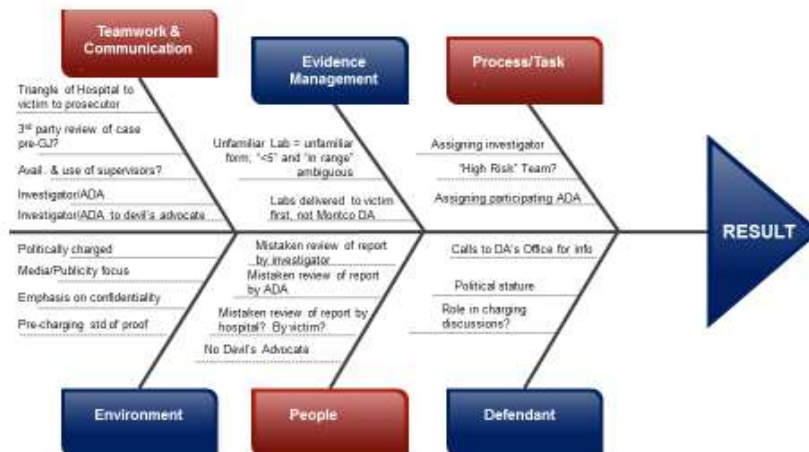 Teamwork &
Communication
Evidence
Management
Process/Task
Triangle of Hospital to
victim to prosecutor
3rd party review of case
pre-GJ?
Avail. & use of supervisors?
Investigator/ADA
Investigator/ADA to devil's advocate
Unfamiliar Lab = unfamiliar
form; "<5" and "in range"
ambiguous
Labs delivered to victim
first, not Montco DA
Assigning investigator
"High Risk" Team?
Assigning participating ADA
RESULT
Politically charged
Media/Publicity focus
Emphasis on confidentiality
Pre-charging std of proof
Mistaken review of report
by investigator
Mistaken review of report
by ADA
Mistaken review of report by
hospital? By victim?
No Devil's Advocate
Calls to DA's Office for info
Political stature
Role in charging
discussions?
Environment
People
Defendant